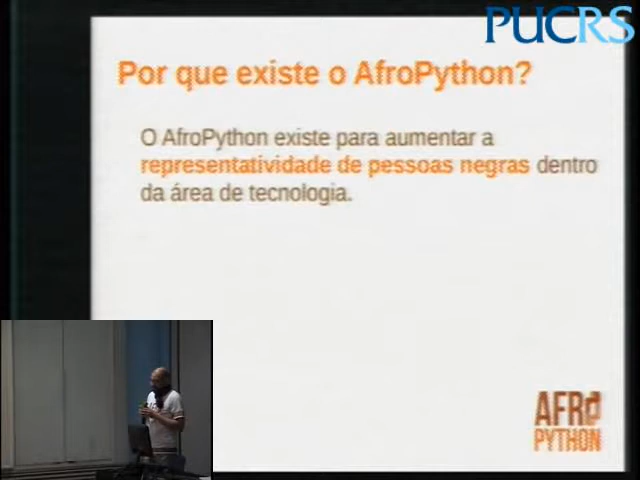 PUCRS
Por que existe o AfroPython?
O AfroPython existe para aumentar a
representatividade de pessoas negras dentro
da área de tecnologia.
AFRO
PYTHON